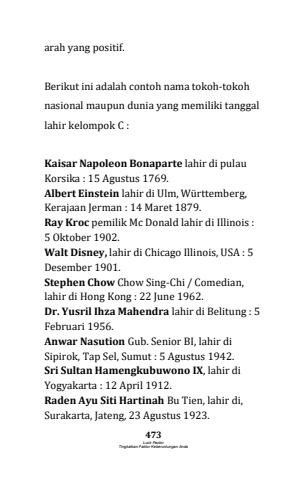 arah yang positif.
Berikut ini adalah contoh nama tokoh-tokoh
nasional maupun dunia yang memiliki tanggal
lahir kelompok C :
Kaisar Napoleon Bonaparte lahir di pulau
Korsika : 15 Agustus 1769.
Albert Einstein lahir di Ulm, Württemberg,
Kerajaan Jerman : 14 Maret 1879.
Ray Kroc pemilik Mc Donald lahir di Illinois :
5 Oktober 1902.
Walt Disney, lahir di Chicago Illinois, USA : 5
Desember 1901.
Stephen Chow Chow Sing-Chi / Comedian,
lahir di Hong Kong : 22 June 1962.
Dr. Yusril Ihza Mahendra lahir di Belitung : 5
Februari 1956.
Anwar Nasution Gub. Senior BI, lahir di
Sipirok, Tap Sel, Sumut : 5 Agustus 1942.
Sri Sultan Hamengkubuwono IX, lahir di
Yogyakarta : 12 April 1912.
Raden Ayu Siti Hartinah Bu Tien, lahir di,
Surakarta, Jateng, 23 Agustus 1923.
473
Luck Factor
Tingkatkan Faktor Keberuntungan Anda